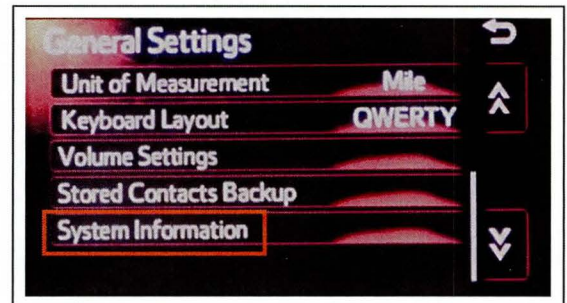 General Settings
Unit of Measurement Mile
Keyboard Layout QWERTY
Volume Settings
Stored Contacts Backup
System Information